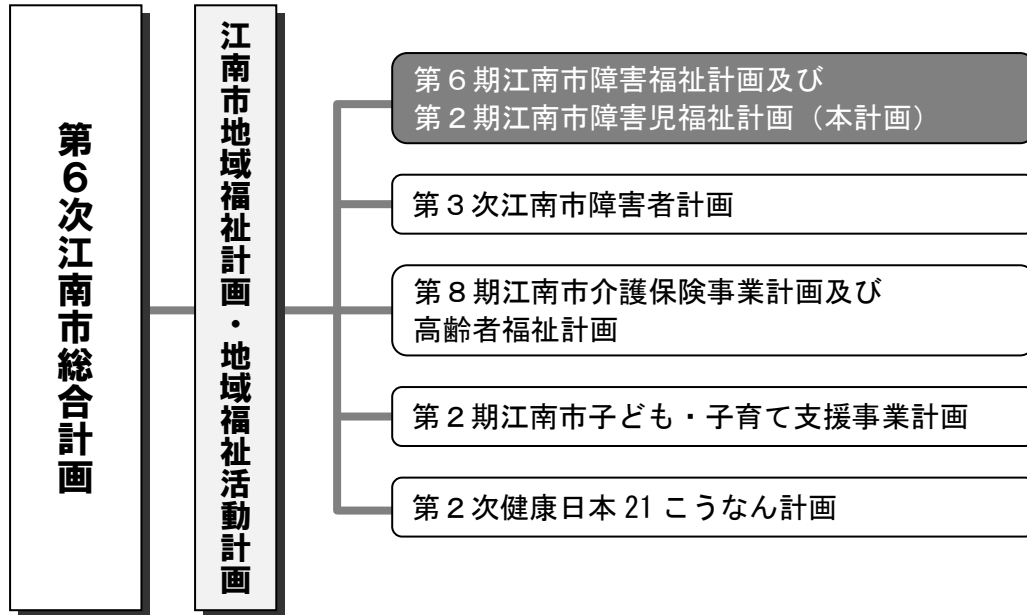 第６次江南市総合計画
江南市地域福祉計画・地域福祉活動計画
第６期江南市障害福祉計画及び
第２期江南市障害児福祉計画（本計画）
第３次江南市障害者計画
第８期江南市介護保険事業計画及び
高齢者福祉計画
第２期江南市子ども・子育て支援事業計画
第２次健康日本 21 こうなん計画